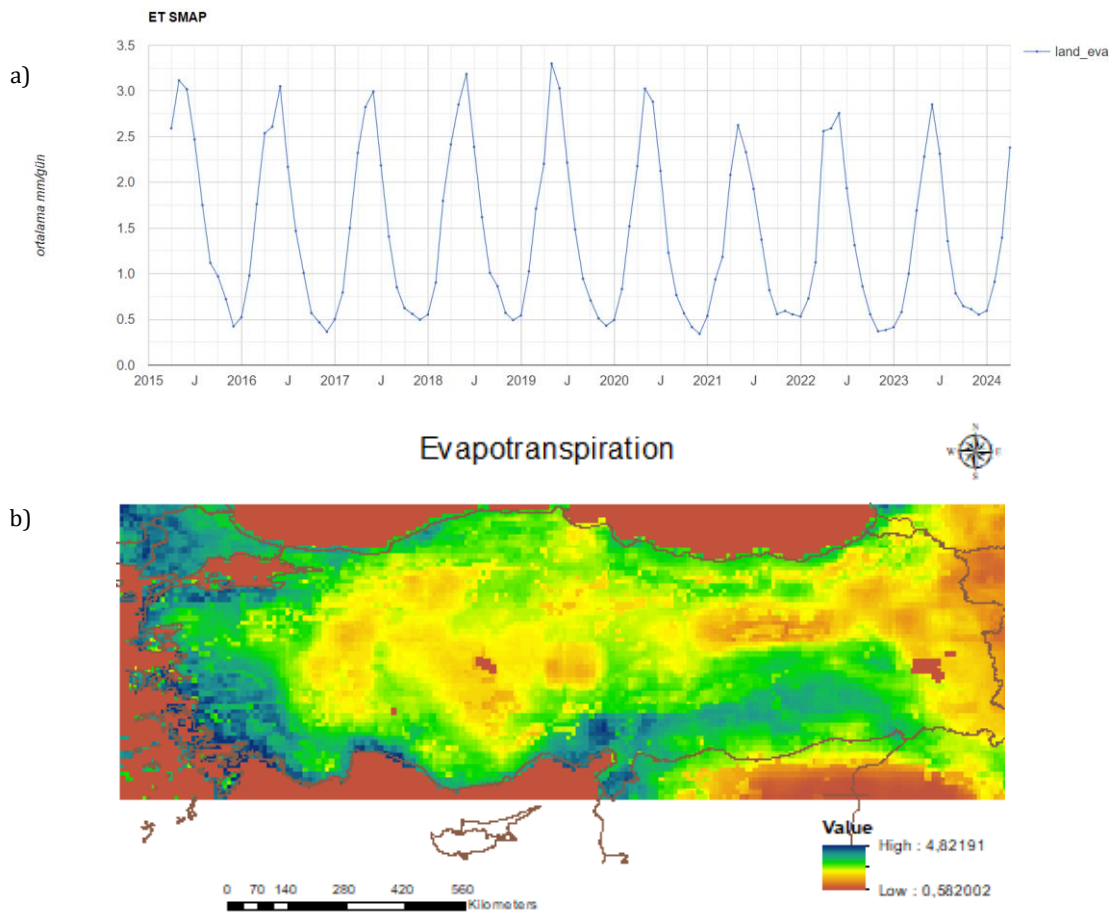 ET SMAP
a)
ortalama mm/gün
3.5
3.0
2.5
2.0
1.5
1.0
0.5
0.0
2015 J 2016 J 2017 J 2018 J 2019 J 2020 J 2021 J 2022 J 2023 J 2024
land_eva
Evapotranspiration
N
W E
S
b)
Value
High : 4,82191
Low : 0,582002
0 70 140 280 420 560
Kilometers